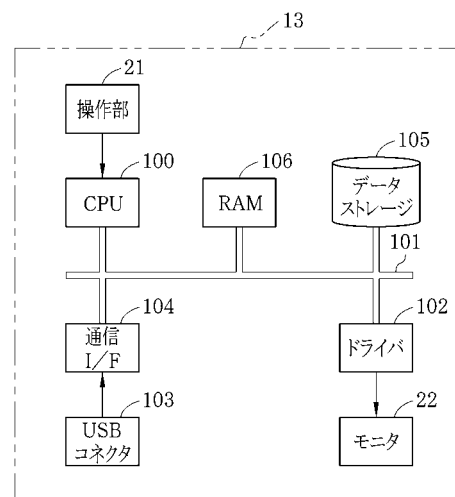 13
21
操作部
100
CPU
106
RAM
105
データ
ストレージ
101
104
通信
I/F
102
ドライバ
103
USB
コネクタ
22
モニタ